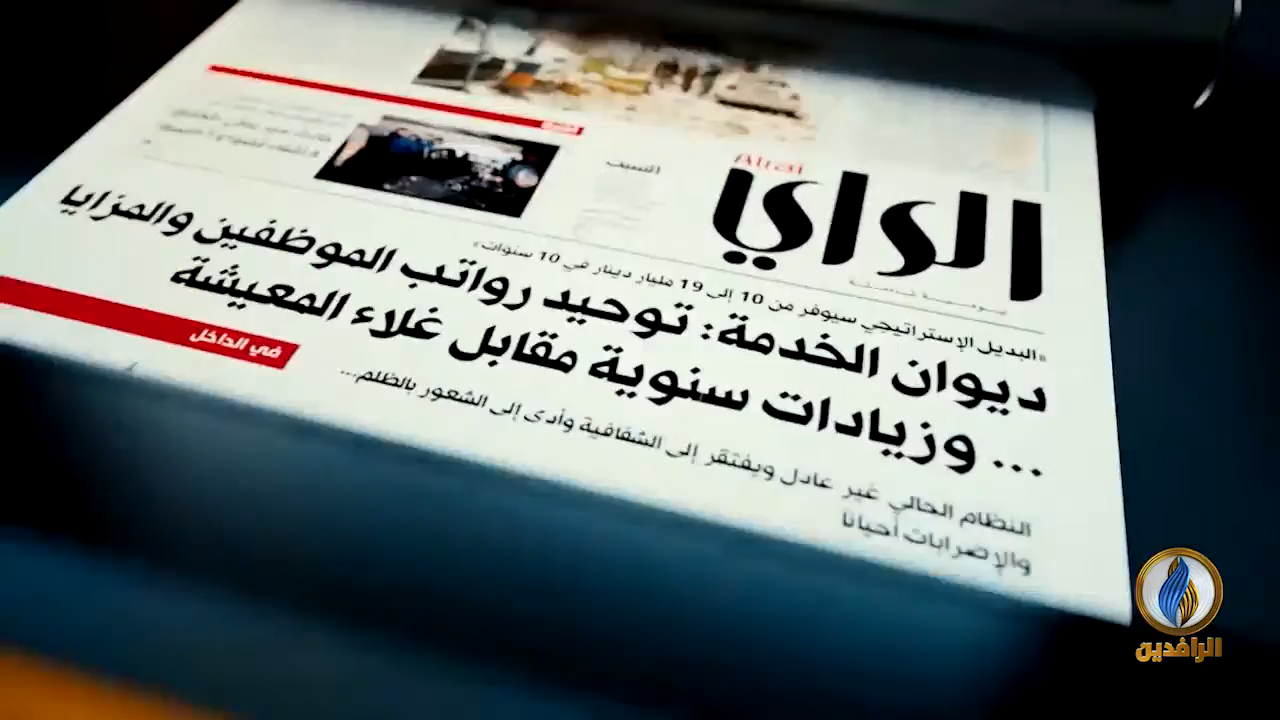 السبت
Alrai
الراي
«البديل الإستراتيجي سيوفر من 10 إلى 19 مليار دينار في 10 سنوات»
ديوان الخدمة: توحيد رواتب الموظفين والمزايا
... وزيادات سنوية مقابل غلاء المعيشة
في الداخل
النظام الحالي غير عادل ويفتقر إلى الشفافية وأدى إلى الشعور بالظلم...
والإضرابات أحيانا
الرافدين